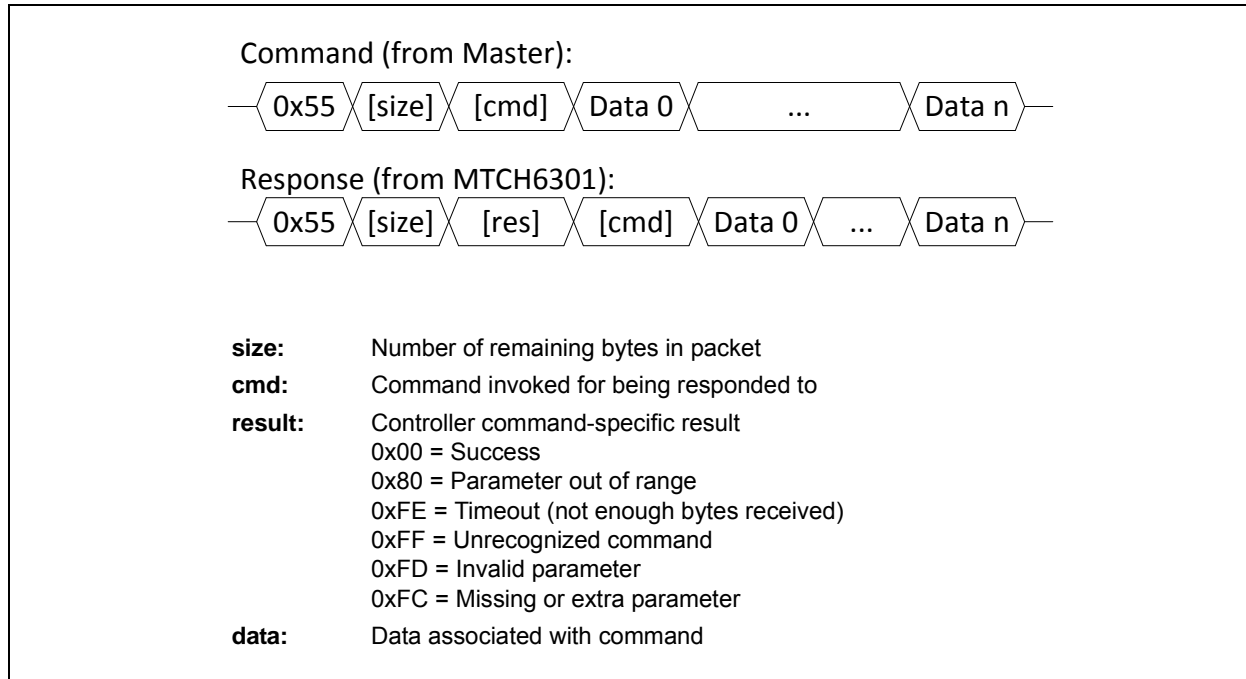 Command (from Master):
0x55 [size] [cmd] Data 0 ... Data n
Response (from MTCH6301):
0x55 [size] [res] [cmd] Data 0 ... Data n
size: Number of remaining bytes in packet
cmd: Command invoked for being responded to
result: Controller command-specific result
0x00 = Success
0x80 = Parameter out of range
0xFE = Timeout (not enough bytes received)
0xFF = Unrecognized command
0xFD = Invalid parameter
0xFC = Missing or extra parameter
data: Data associated with command